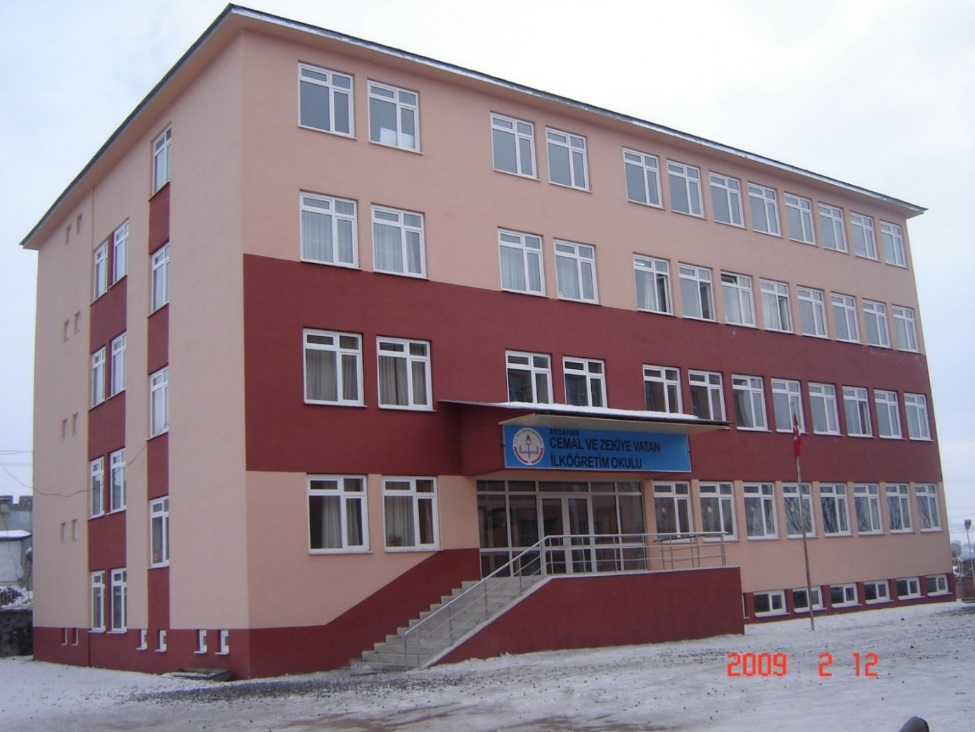 ARDAHAN
CEMAL VE ZEKİYE VATAN
İLKÖĞRETİM OKULU
2009 2 12